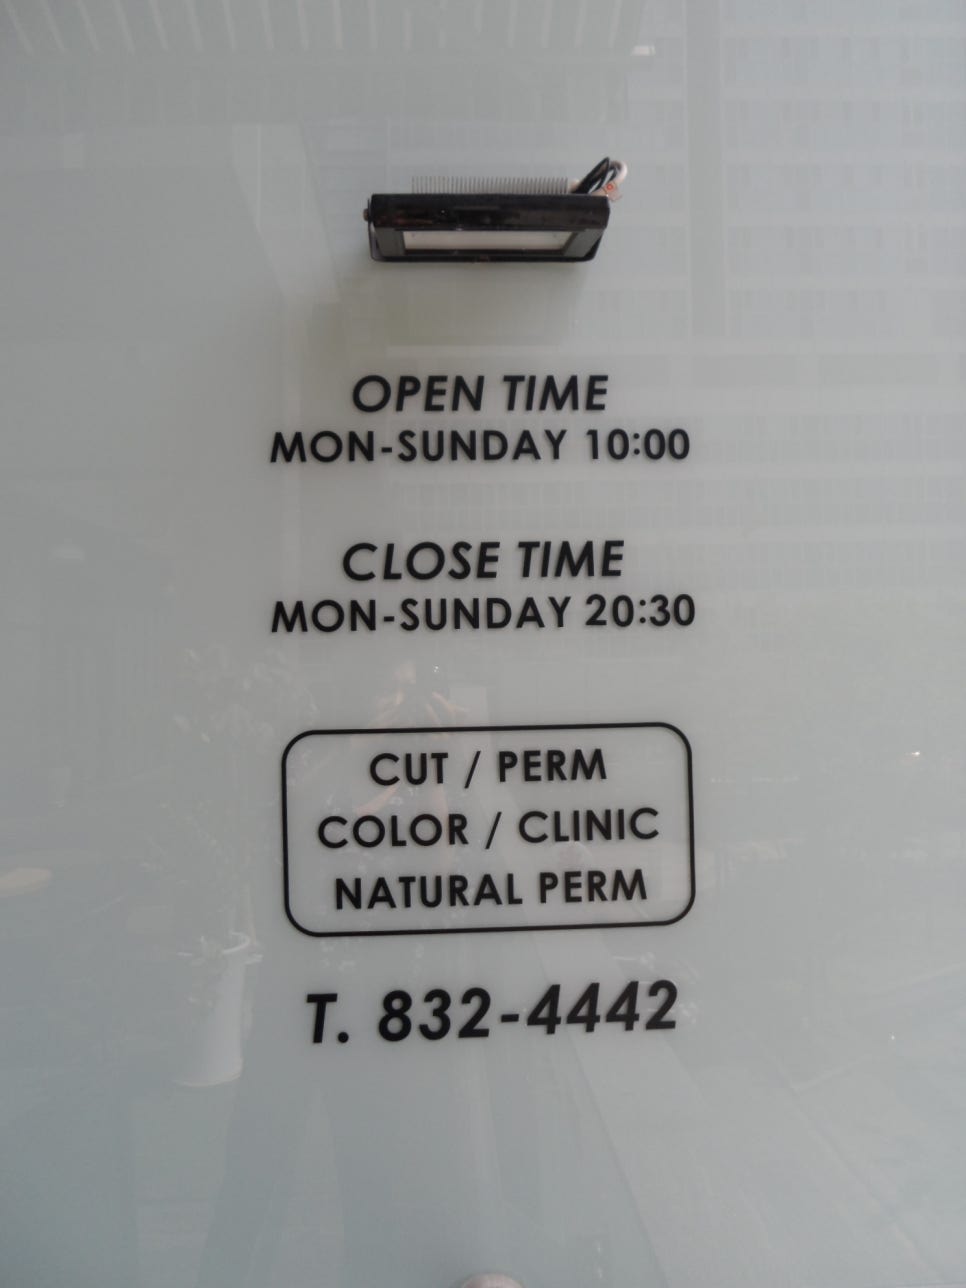 OPEN TIME
MON-SUNDAY 10:00
CLOSE TIME
MON-SUNDAY 20:30
CUT / PERM
COLOR / CLINIC
NATURAL PERM
T. 832-4442